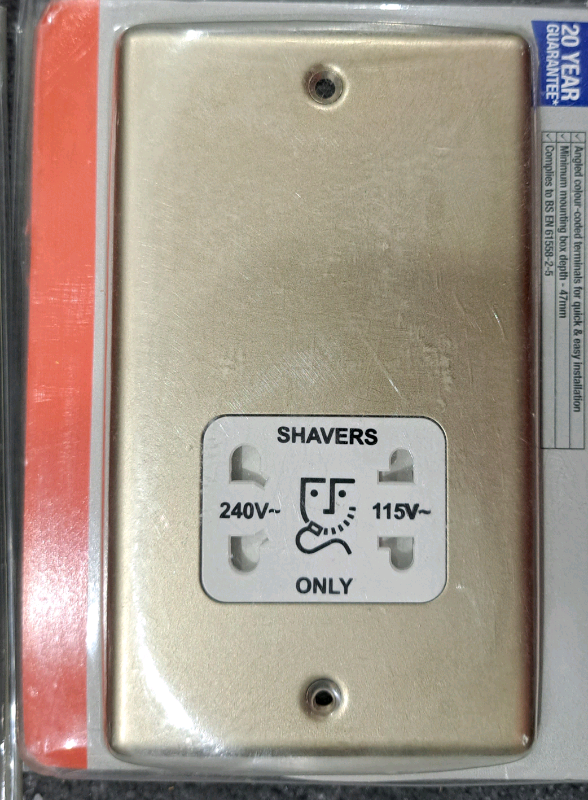 20 YEAR
GUARANTEE*
✓ Angled colour-coded terminals for quick & easy installation
✓ Minimum mounting box depth - 47mm
✓ Complies to BS EN 61558-2-5
SHAVERS
240V~ 115V~
ONLY